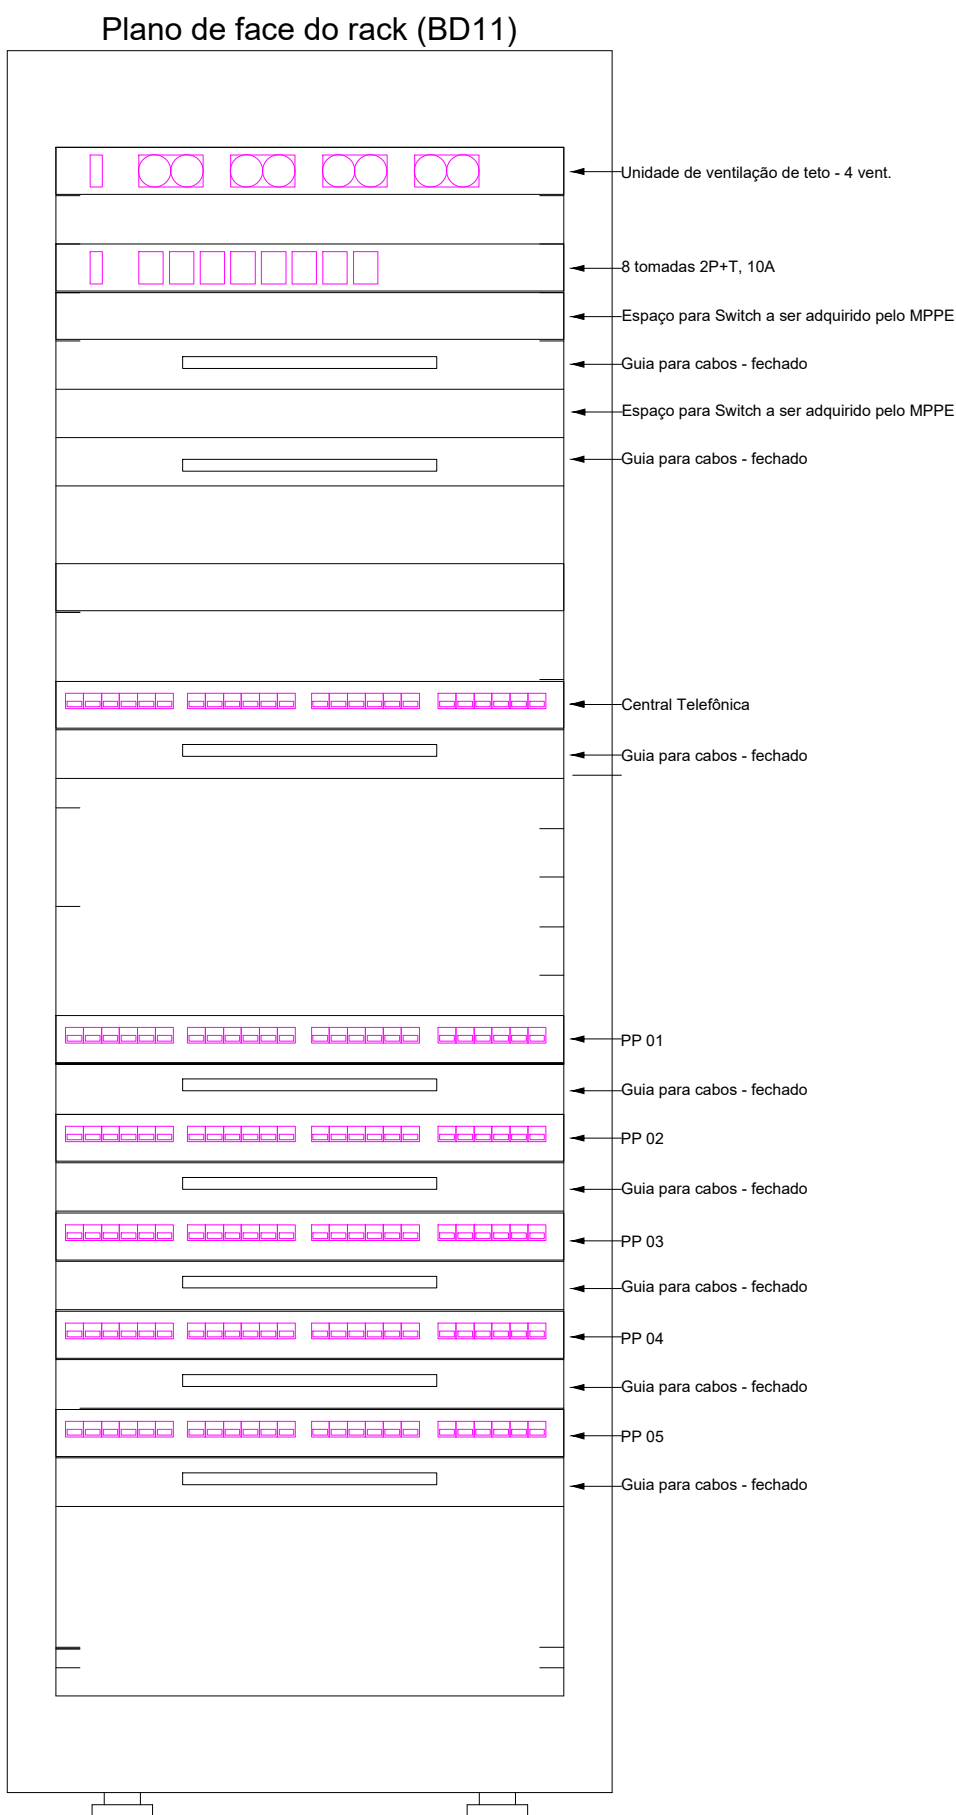 Plano de face do rack (BD11)
Unidade de ventilação de teto - 4 vent.
8 tomadas 2P+T, 10A
Espaço para Switch a ser adquirido pelo MPPE
Guia para cabos - fechado
Espaço para Switch a ser adquirido pelo MPPE
Guia para cabos - fechado
Central Telefônica
Guia para cabos - fechado
PP 01
Guia para cabos - fechado
PP 02
Guia para cabos - fechado
PP 03
Guia para cabos - fechado
PP 04
Guia para cabos - fechado
PP 05
Guia para cabos - fechado